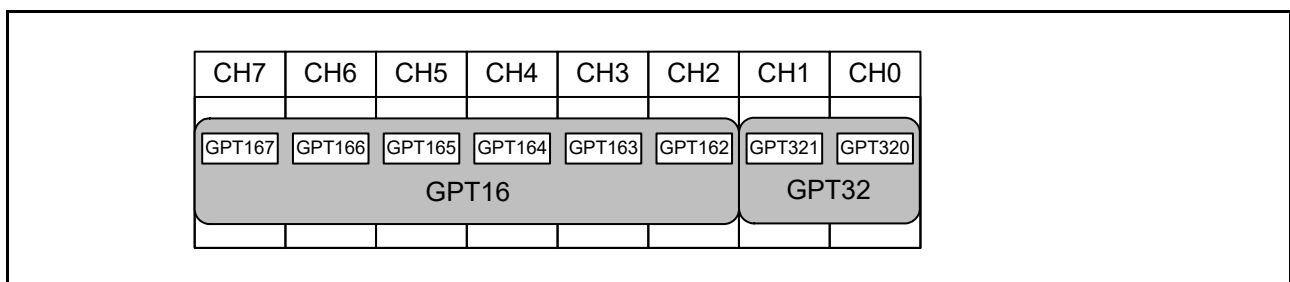 CH7 CH6 CH5 CH4 CH3 CH2 CH1 CH0
GPT167 GPT166 GPT165 GPT164 GPT163 GPT162 GPT321 GPT320
GPT16 GPT32